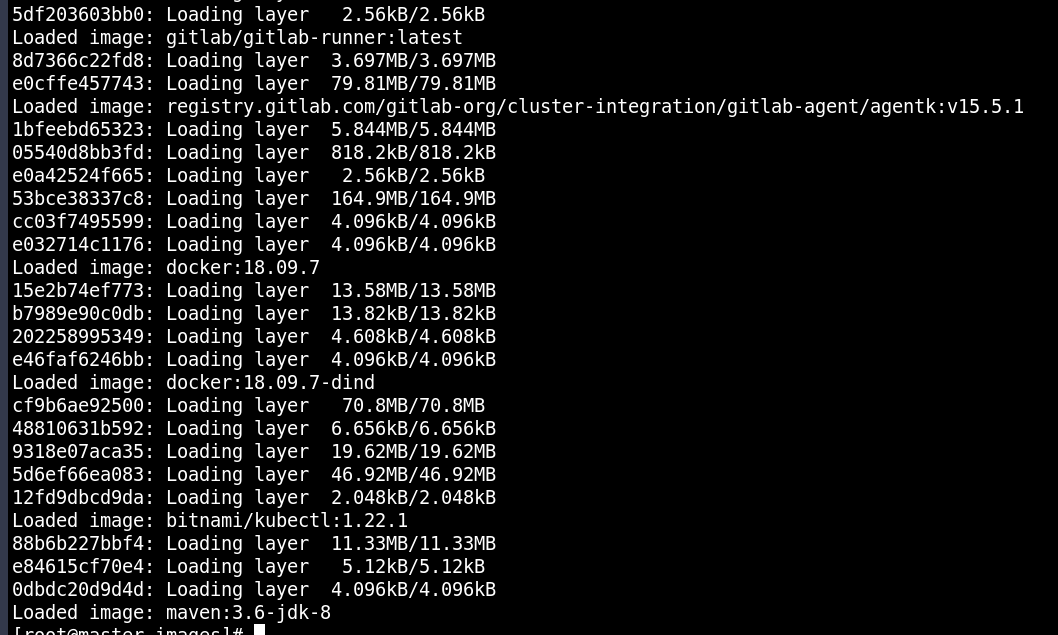 5df203603bb0: Loading layer   2.56kB/2.56kB
Loaded image: gitlab/gitlab-runner:latest
8d7366c22fd8: Loading layer  3.697MB/3.697MB
e0cffe457743: Loading layer  79.81MB/79.81MB
Loaded image: registry.gitlab.com/gitlab-org/cluster-integration/gitlab-agent/agentk:v15.5.1
1bfeebd65323: Loading layer  5.844MB/5.844MB
05540d8bb3fd: Loading layer  818.2kB/818.2kB
e0a42524f665: Loading layer   2.56kB/2.56kB
53bce38337c8: Loading layer  164.9MB/164.9MB
cc03f7495599: Loading layer  4.096kB/4.096kB
e032714c1176: Loading layer  4.096kB/4.096kB
Loaded image: docker:18.09.7
15e2b74ef773: Loading layer  13.58MB/13.58MB
b7989e90c0db: Loading layer  13.82kB/13.82kB
202258995349: Loading layer  4.608kB/4.608kB
e46faf6246bb: Loading layer  4.096kB/4.096kB
Loaded image: docker:18.09.7-dind
cf9b6ae92500: Loading layer   70.8MB/70.8MB
48810631b592: Loading layer  6.656kB/6.656kB
9318e07aca35: Loading layer  19.62MB/19.62MB
5d6ef66ea083: Loading layer  46.92MB/46.92MB
12fd9dbcd9da: Loading layer  2.048kB/2.048kB
Loaded image: bitnami/kubectl:1.22.1
88b6b227bbf4: Loading layer  11.33MB/11.33MB
e84615cf70e4: Loading layer   5.12kB/5.12kB
0dbdc20d9d4d: Loading layer  4.096kB/4.096kB
Loaded image: maven:3.6-jdk-8
[root@master images]#